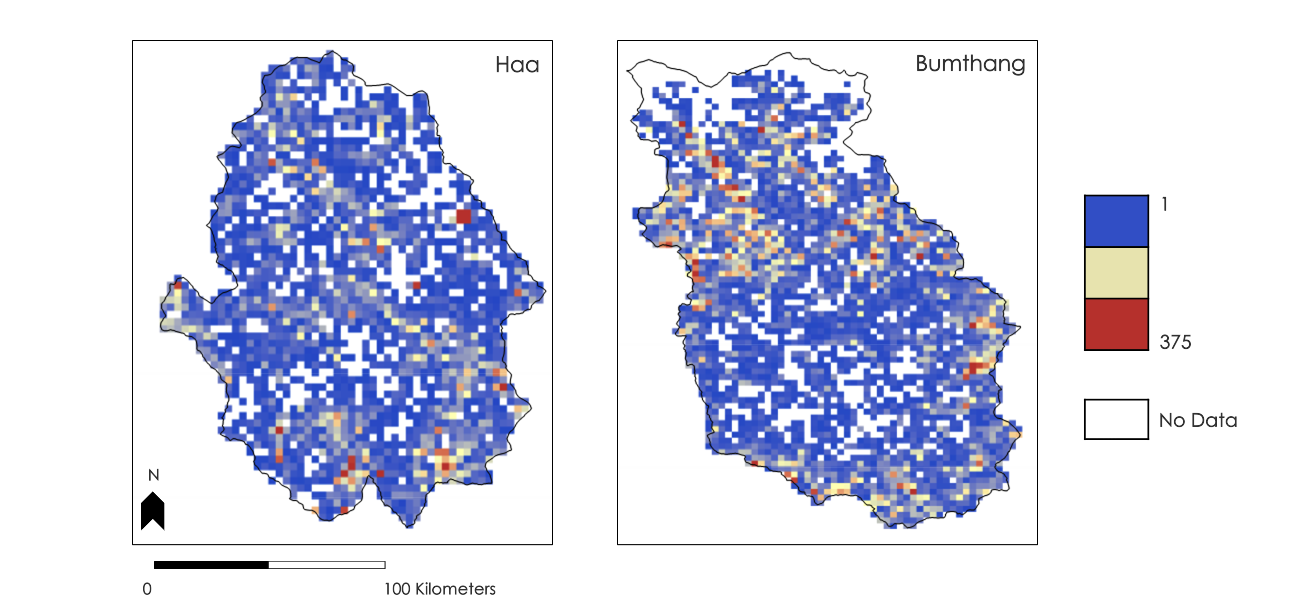 Haa
Bumthang
1
375
No Data
N
0
100 Kilometers